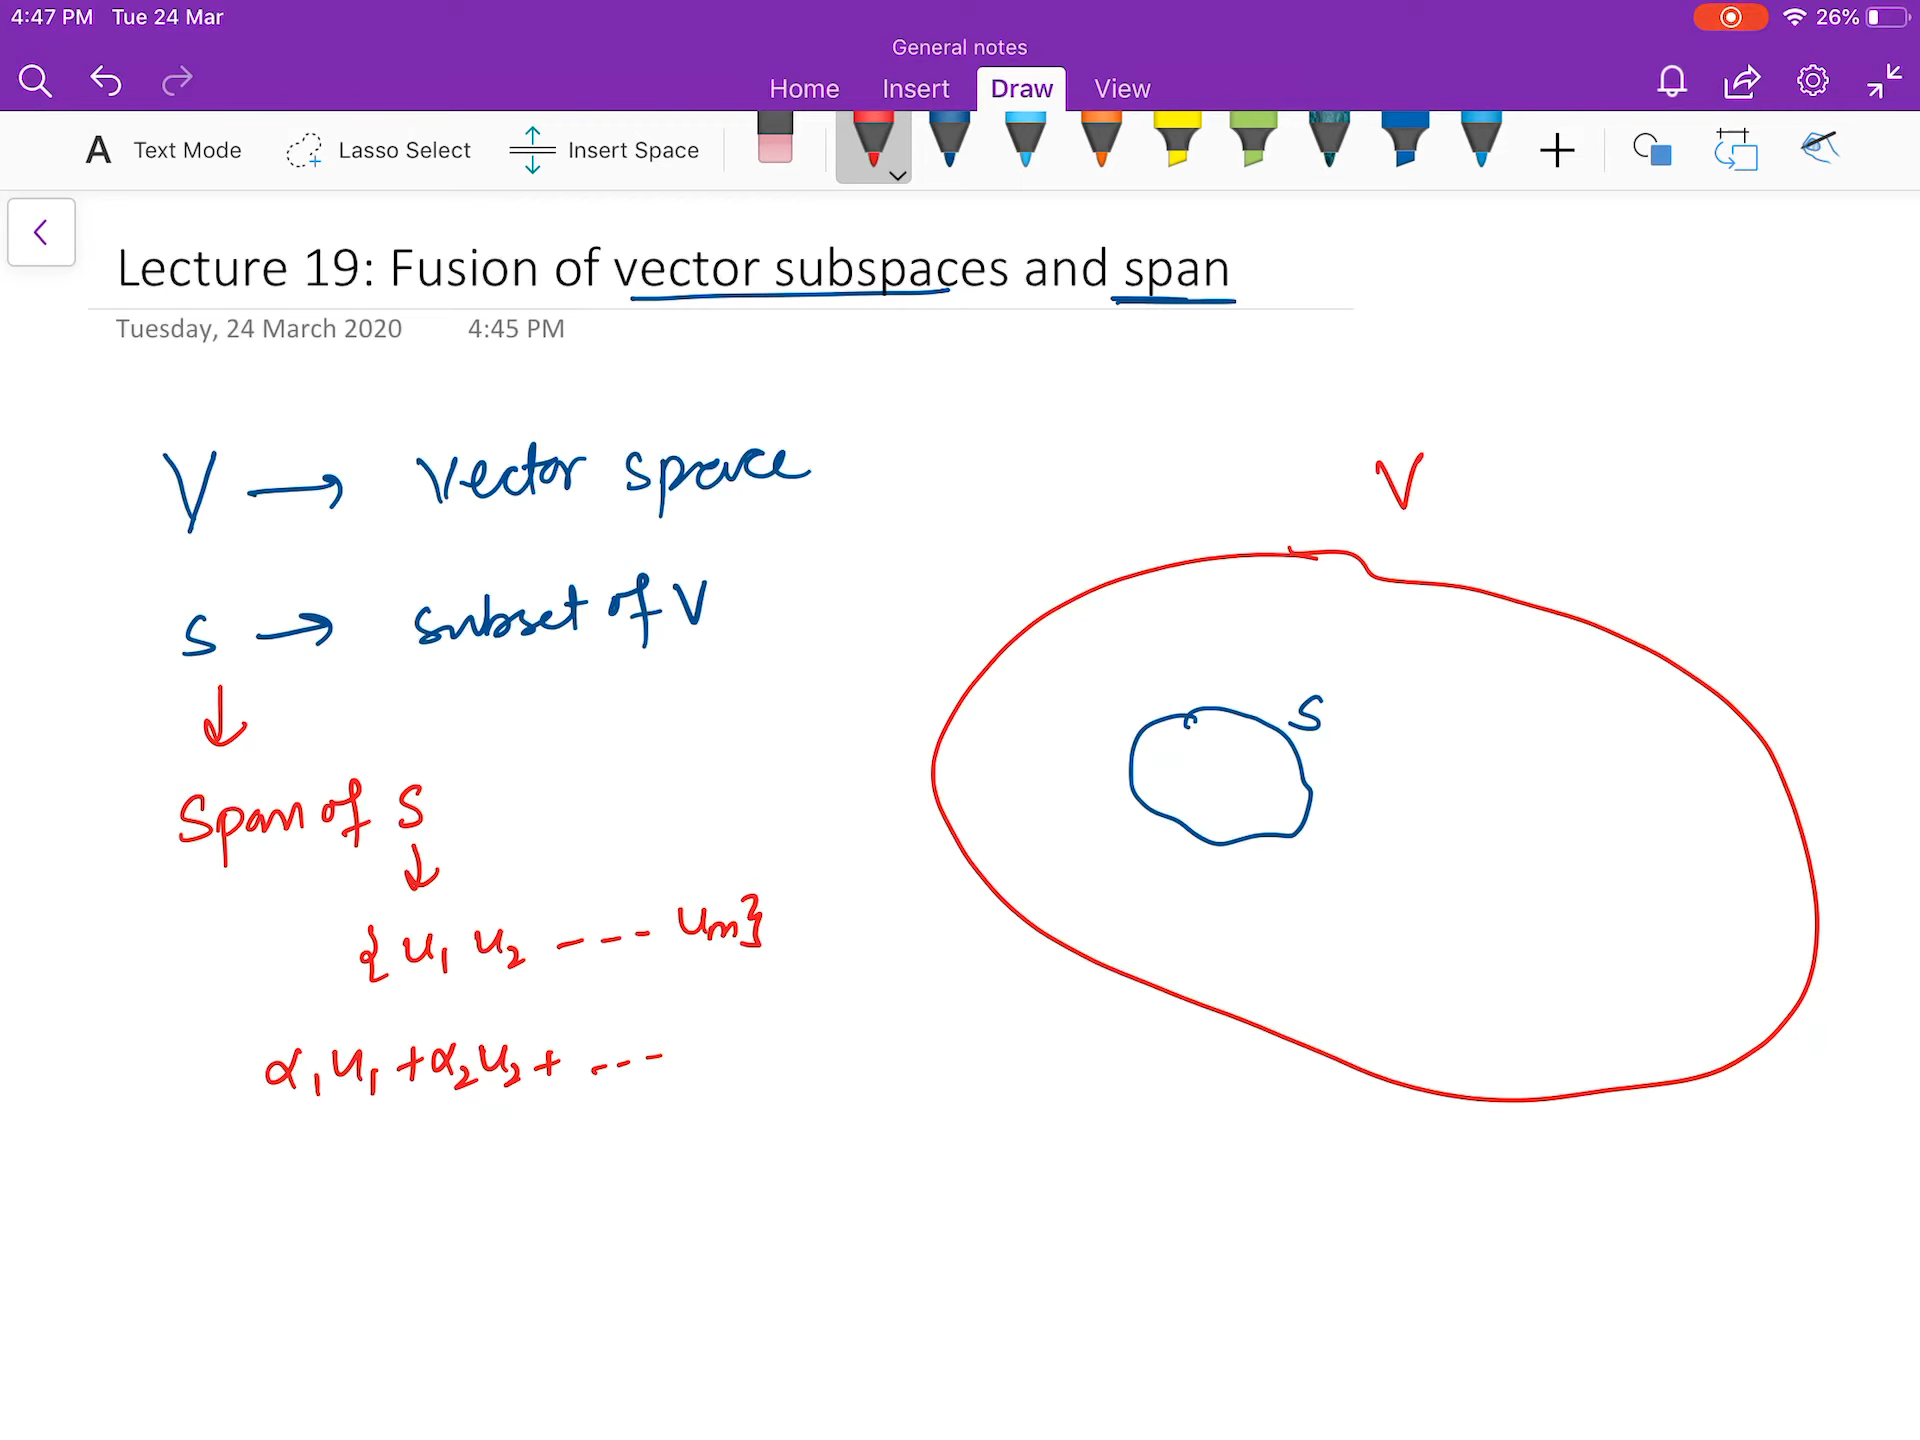 4:47 PM Tue 24 Mar
26%
General notes
Home Insert Draw View
A Text Mode Lasso Select Insert Space
Lecture 19: Fusion of vector subspaces and span
Tuesday, 24 March 2020 4:45 PM
V → Vector space
S → subset of V
↓
Span of S
↓
{ u₁ u₂ ---- uₘ}
α₁u₁ + α₂u₂ + ---
V
S